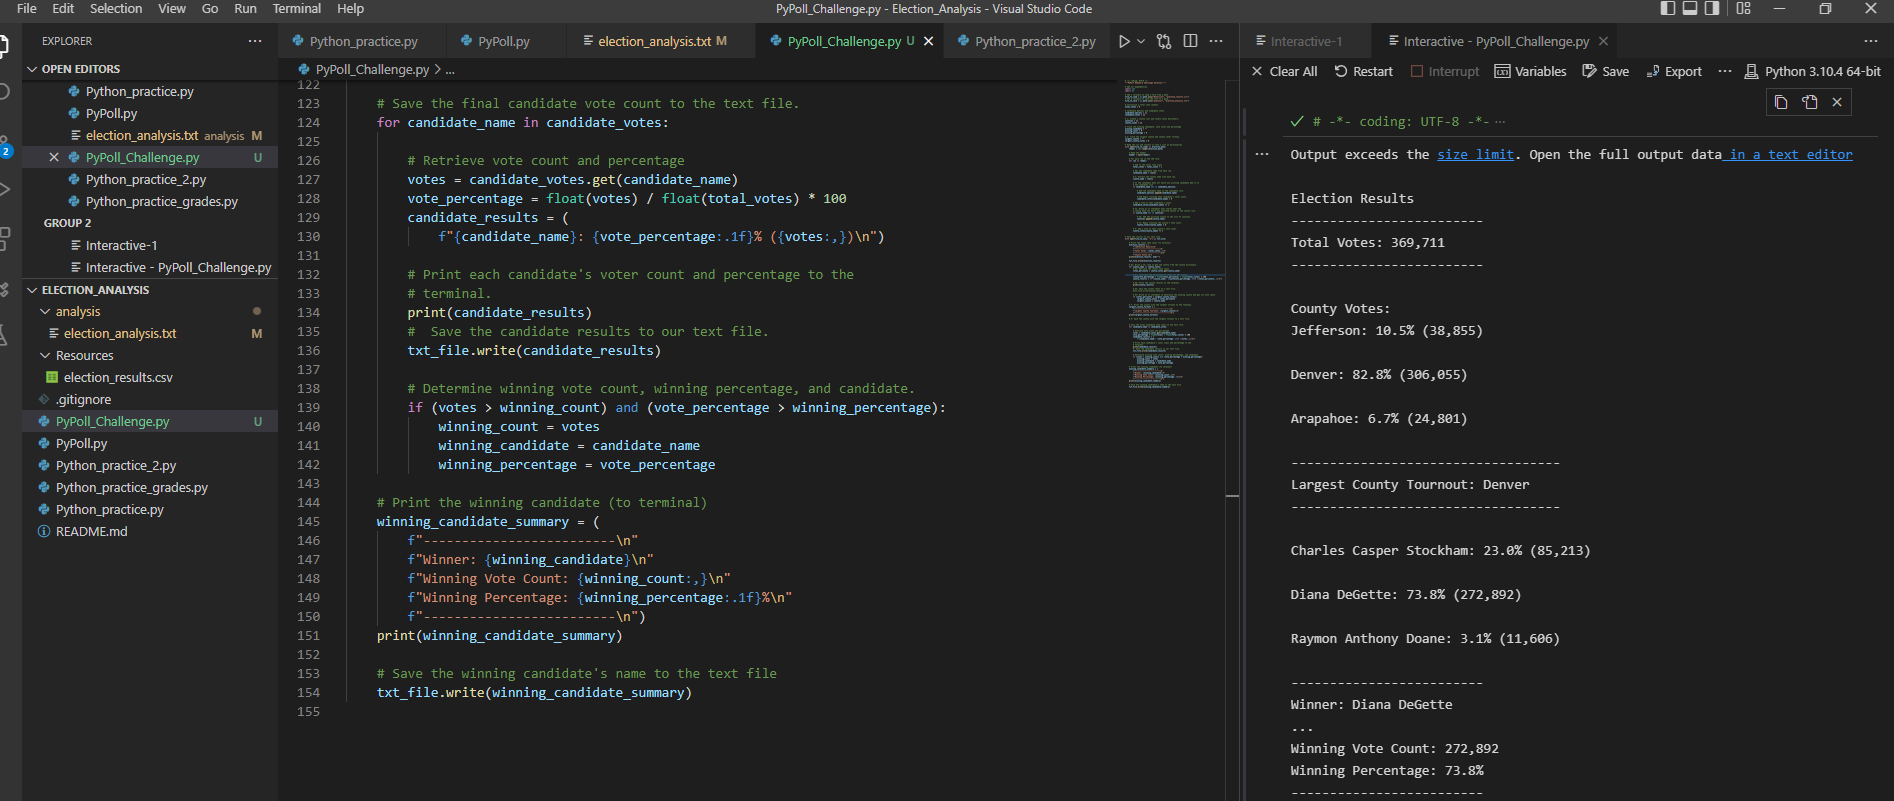 File Edit Selection View Go Run Terminal Help
PyPoll_Challenge.py - Election_Analysis - Visual Studio Code
EXPLORER
OPEN EDITORS
Python_practice.py
PyPoll.py
election_analysis.txt analysis M
PyPoll_Challenge.py U
Python_practice_2.py
Python_practice_grades.py
GROUP 2
Interactive-1
Interactive - PyPoll_Challenge.py
ELECTION_ANALYSIS
analysis
election_analysis.txt M
Resources
election_results.csv
.gitignore
PyPoll_Challenge.py U
PyPoll.py
Python_practice_2.py
Python_practice_grades.py
Python_practice.py
README.md
2
Python_practice.py PyPoll.py election_analysis.txt M PyPoll_Challenge.py U Python_practice_2.py
PyPoll_Challenge.py > ...
122
123 # Save the final candidate vote count to the text file.
124 for candidate_name in candidate_votes:
125
126 # Retrieve vote count and percentage
127 votes = candidate_votes.get(candidate_name)
128 vote_percentage = float(votes) / float(total_votes) * 100
129 candidate_results = (
130 f"{candidate_name}: {vote_percentage:.1f}% ({votes:,})\n")
131
132 # Print each candidate's voter count and percentage to the
133 # terminal.
134 print(candidate_results)
135 #  Save the candidate results to our text file.
136 txt_file.write(candidate_results)
137
138 # Determine winning vote count, winning percentage, and candidate.
139 if (votes > winning_count) and (vote_percentage > winning_percentage):
140 winning_count = votes
141 winning_candidate = candidate_name
142 winning_percentage = vote_percentage
143
144 # Print the winning candidate (to terminal)
145 winning_candidate_summary = (
146 f"-------------------------\n"
147 f"Winner: {winning_candidate}\n"
148 f"Winning Vote Count: {winning_count:,}\n"
149 f"Winning Percentage: {winning_percentage:.1f}%\n"
150 f"-------------------------\n")
151 print(winning_candidate_summary)
152
153 # Save the winning candidate's name to the text file
154 txt_file.write(winning_candidate_summary)
155
Interactive-1 Interactive - PyPoll_Challenge.py
Clear All Restart Interrupt Variables Save Export ... Python 3.10.4 64-bit
# -*- coding: UTF-8 -*- ...
Output exceeds the size limit. Open the full output data in a text editor
Election Results
-------------------------
Total Votes: 369,711
-------------------------
County Votes:
Jefferson: 10.5% (38,855)
Denver: 82.8% (306,055)
Arapahoe: 6.7% (24,801)
-----------------------------------
Largest County Tournout: Denver
-----------------------------------
Charles Casper Stockham: 23.0% (85,213)
Diana DeGette: 73.8% (272,892)
Raymon Anthony Doane: 3.1% (11,606)
-------------------------
Winner: Diana DeGette
...
Winning Vote Count: 272,892
Winning Percentage: 73.8%
-------------------------